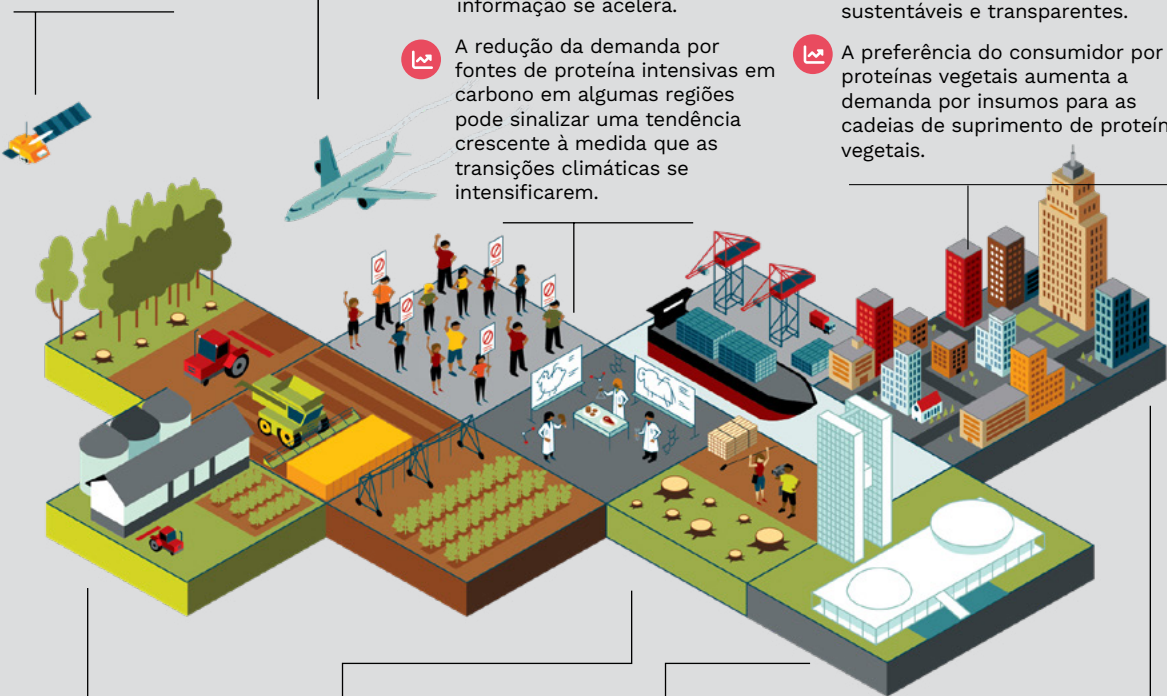 informação se acelera.
A redução da demanda por
fontes de proteína intensivas em
carbono em algumas regiões
pode sinalizar uma tendência
crescente à medida que as
transições climáticas se
intensificarem.
sustentáveis e transparentes.
A preferência do consumidor por
proteínas vegetais aumenta a
demanda por insumos para as
cadeias de suprimento de
vegetais.